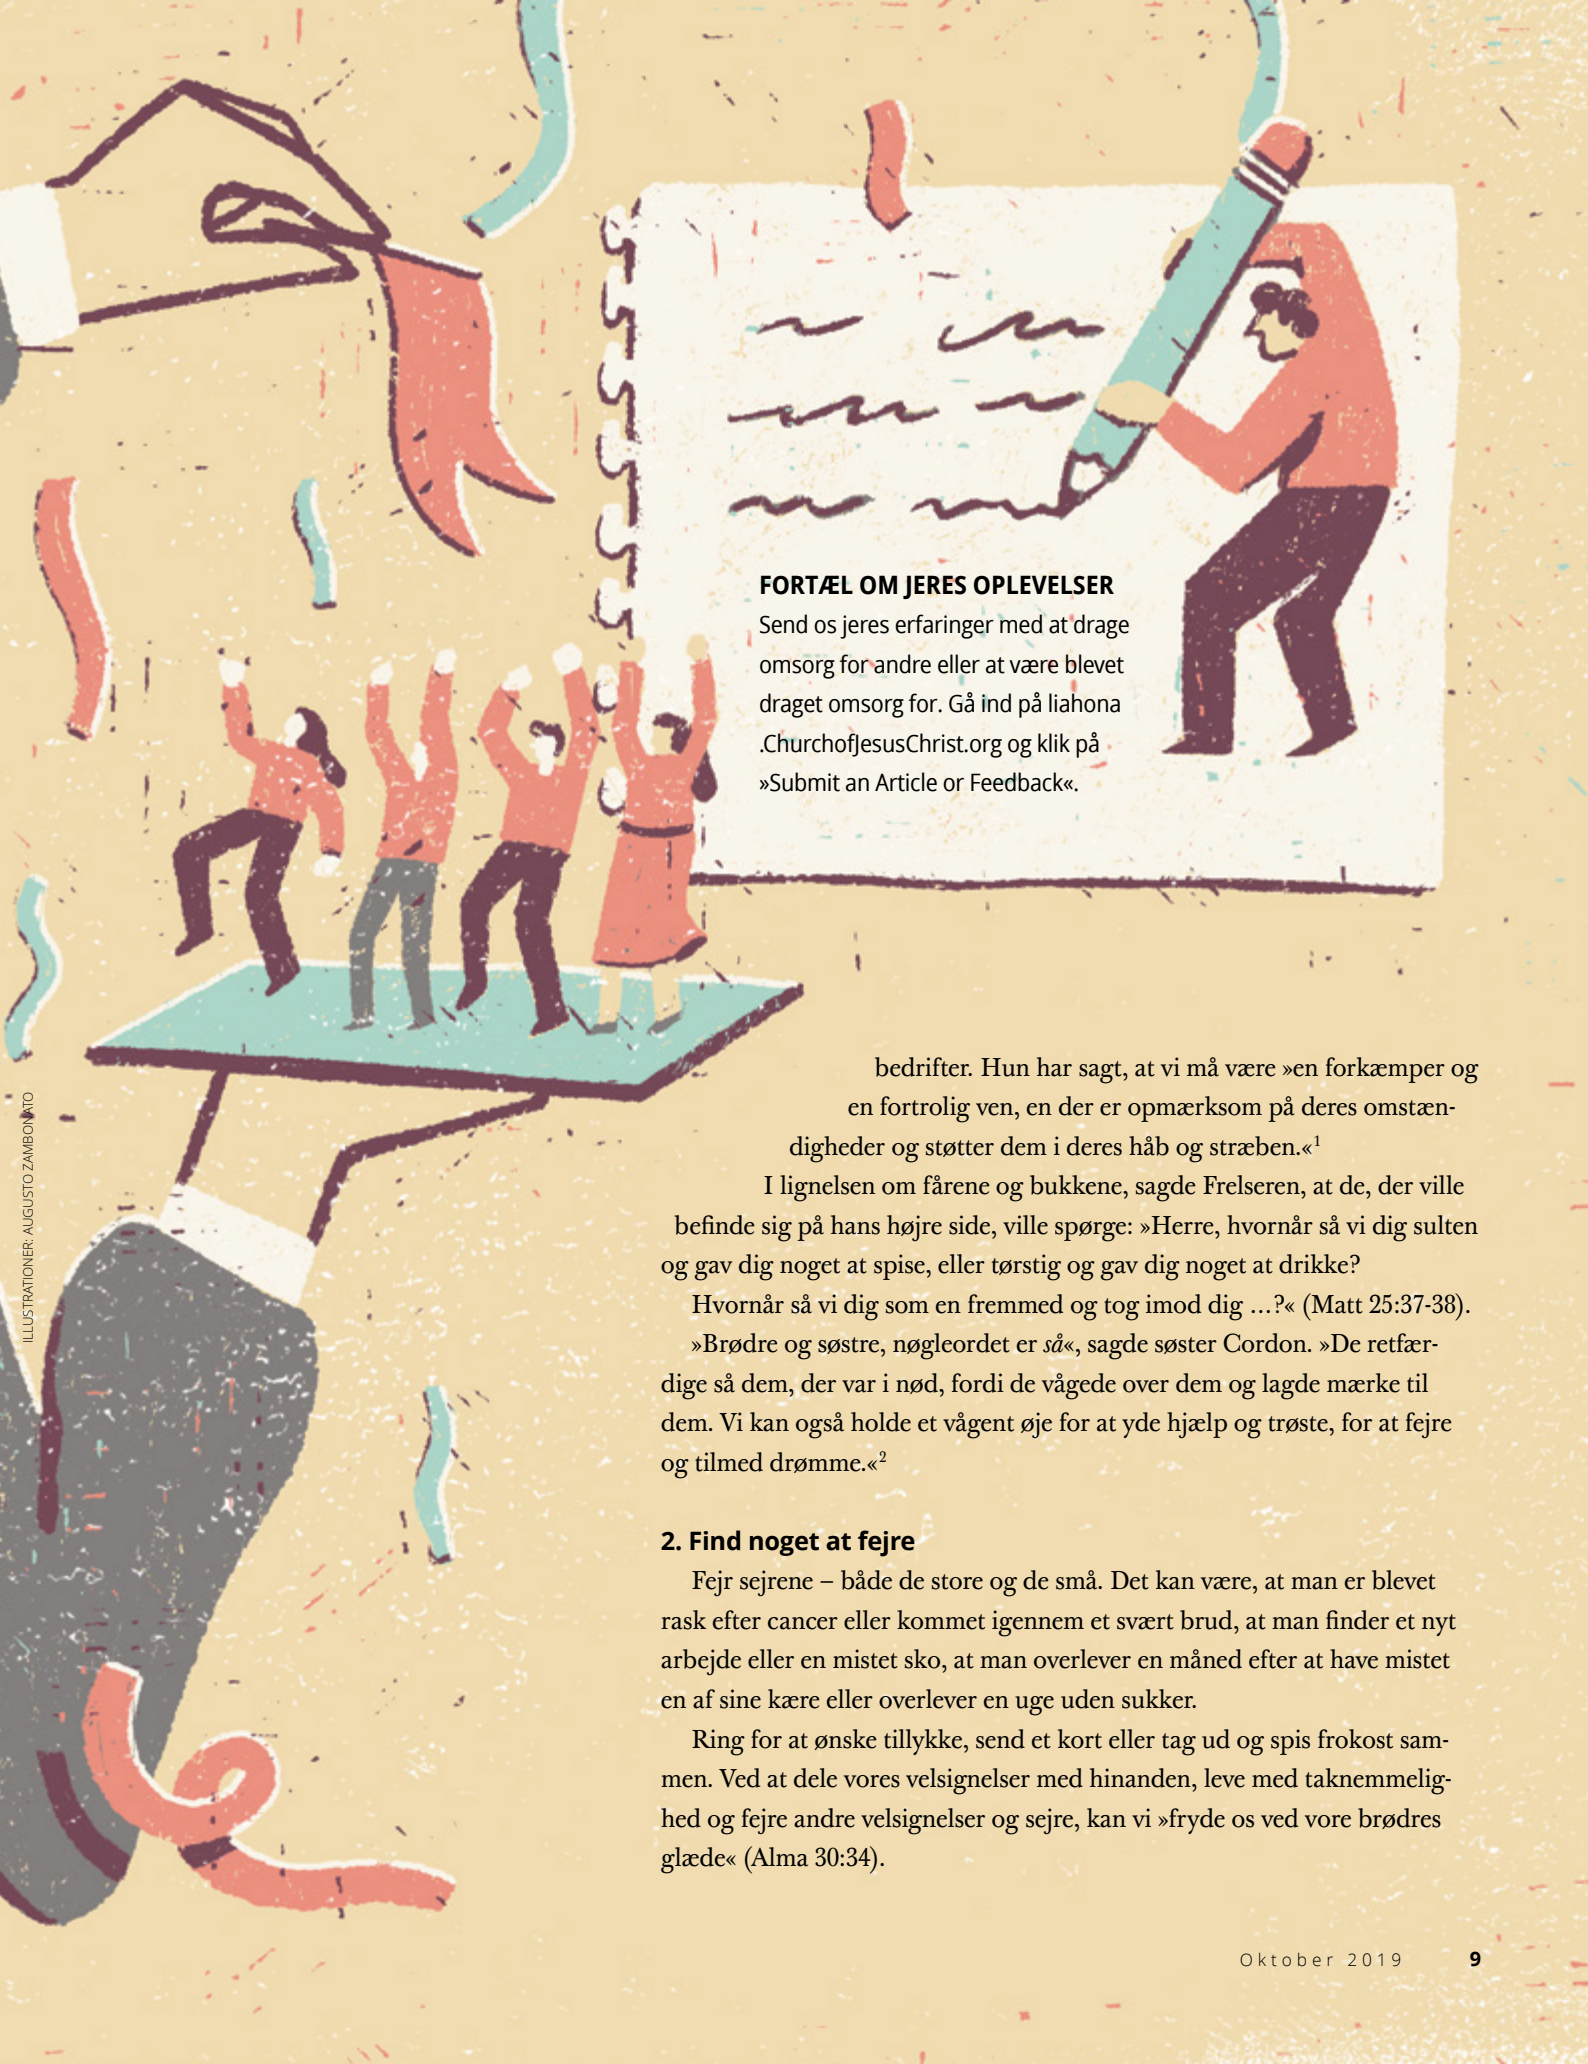 FORTÆL OM JERES OPLEVELSER
Send os jeres erfaringer med at drage
omsorg for andre eller at være blevet
draget omsorg for. Gå ind på liahona
.ChurchofJesusChrist.org og klik på
»Submit an Article or Feedback«.
ILLUSTRATIONER: AUGUSTO ZAMBONATO
bedrifter. Hun har sagt, at vi må være »en forkæmper og
en fortrolig ven, en der er opmærksom på deres omstæn-
digheder og støtter dem i deres håb og stræben.«¹
I lignelsen om fårene og bukkene, sagde Frelseren, at de, der ville
befinde sig på hans højre side, ville spørge: »Herre, hvornår så vi dig sulten
og gav dig noget at spise, eller tørstig og gav dig noget at drikke?
Hvornår så vi dig som en fremmed og tog imod dig …?« (Matt 25:37-38).
»Brødre og søstre, nøgleordet er så«, sagde søster Cordon. »De retfær-
dige så dem, der var i nød, fordi de vågede over dem og lagde mærke til
dem. Vi kan også holde et vågent øje for at yde hjælp og trøste, for at fejre
og tilmed drømme.«²
2. Find noget at fejre
Fejr sejrene – både de store og de små. Det kan være, at man er blevet
rask efter cancer eller kommet igennem et svært brud, at man finder et nyt
arbejde eller en mistet sko, at man overlever en måned efter at have mistet
en af sine kære eller overlever en uge uden sukker.
Ring for at ønske tillykke, send et kort eller tag ud og spis frokost sam-
men. Ved at dele vores velsignelser med hinanden, leve med taknemmelig-
hed og fejre andre velsignelser og sejre, kan vi »fryde os ved vore brødres
glæde« (Alma 30:34).
Oktober 2019 9